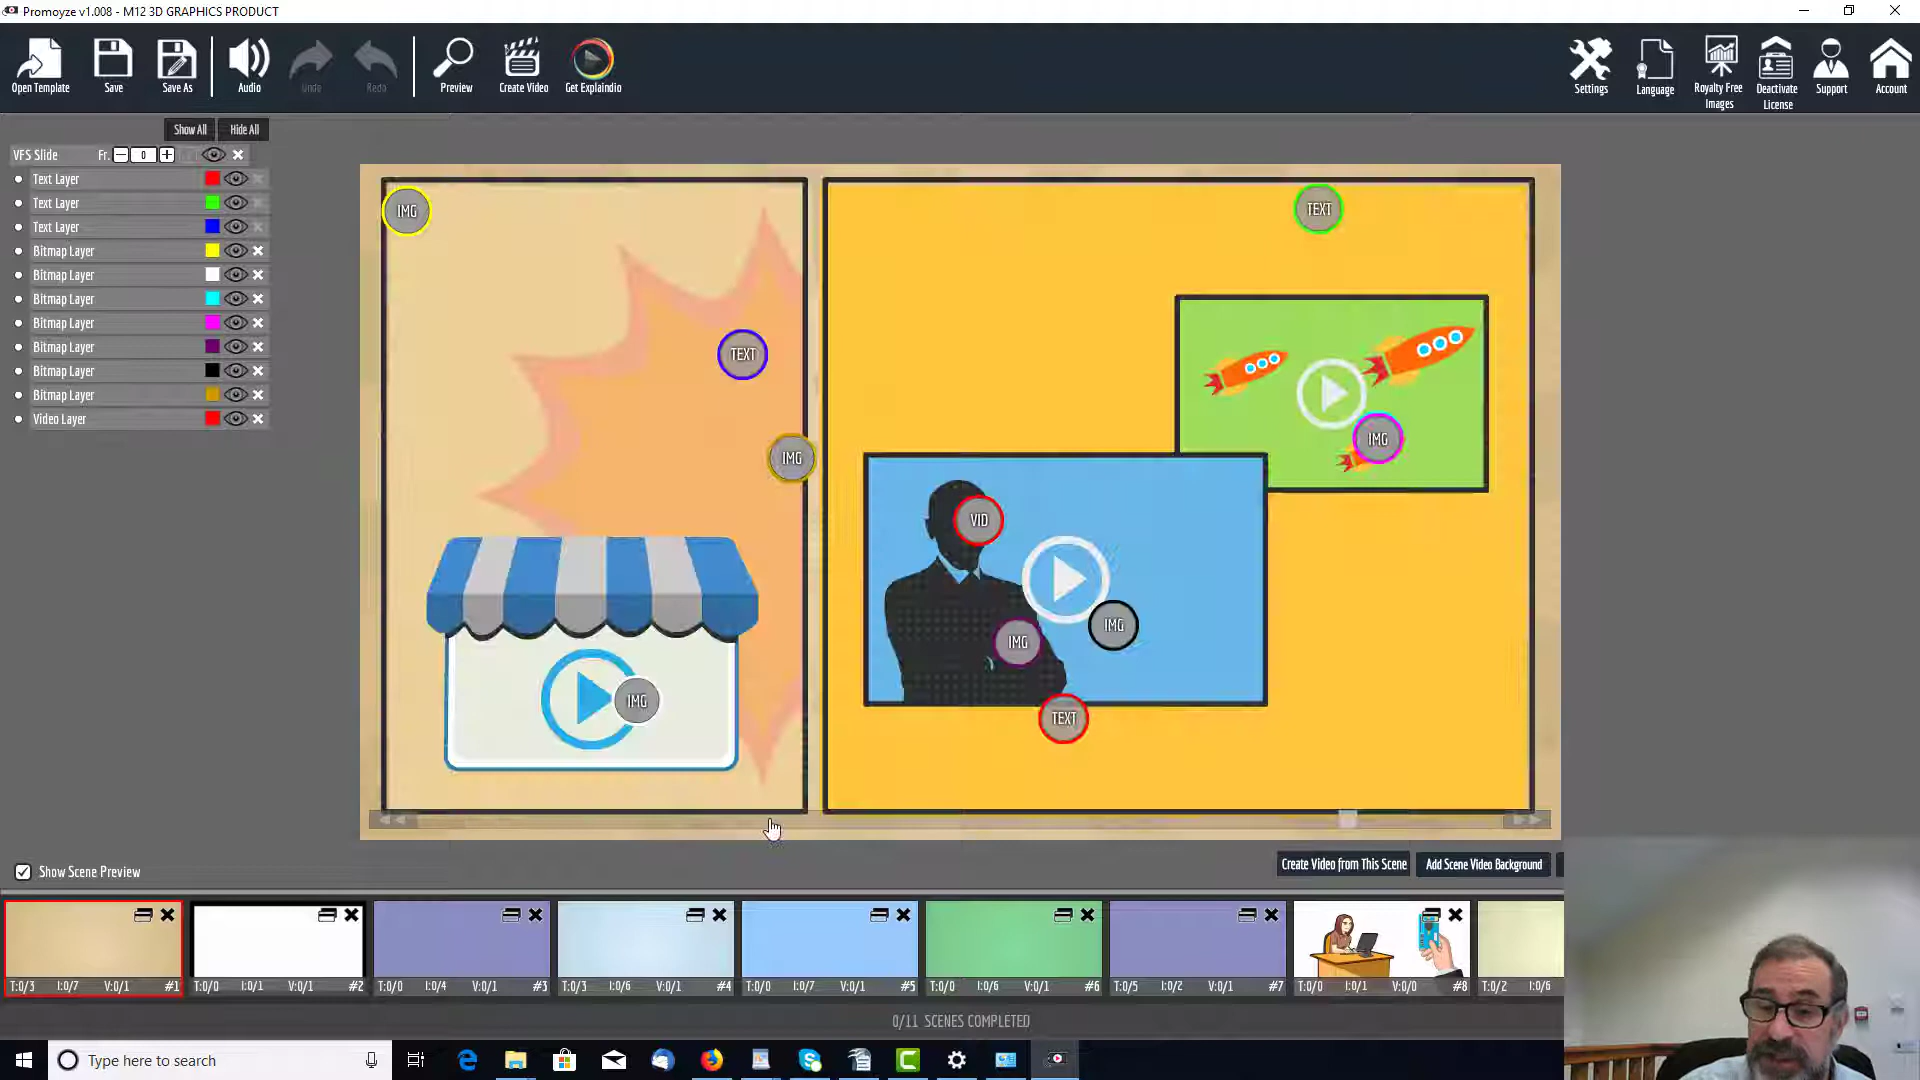 Promoyze v1.008 - M12 3D GRAPHICS PRODUCT
Open Template
Save
Save As
Audio
Undo
Redo
Preview
Create Video
Get Explaindio
Settings
Language
Royalty Free Images
Deactivate License
Support
Account
Show All
Hide All
VFS Slide
Fr.
0
Text Layer
Text Layer
Text Layer
Bitmap Layer
Bitmap Layer
Bitmap Layer
Bitmap Layer
Bitmap Layer
Bitmap Layer
Bitmap Layer
Video Layer
IMG
TEXT
TEXT
IMG
IMG
VID
IMG
IMG
IMG
TEXT
Show Scene Preview
Create Video from This Scene
Add Scene Video Background
T:0/3 I:0/7 V:0/1 #1
T:0/0 I:0/1 V:0/1 #2
T:0/0 I:0/4 V:0/1 #3
T:0/3 I:0/6 V:0/1 #4
T:0/0 I:0/7 V:0/1 #5
T:0/0 I:0/6 V:0/1 #6
T:0/5 I:0/2 V:0/1 #7
T:0/0 I:0/1 V:0/0 #8
T:0/2 I:0/6
0/11 SCENES COMPLETED
Type here to search